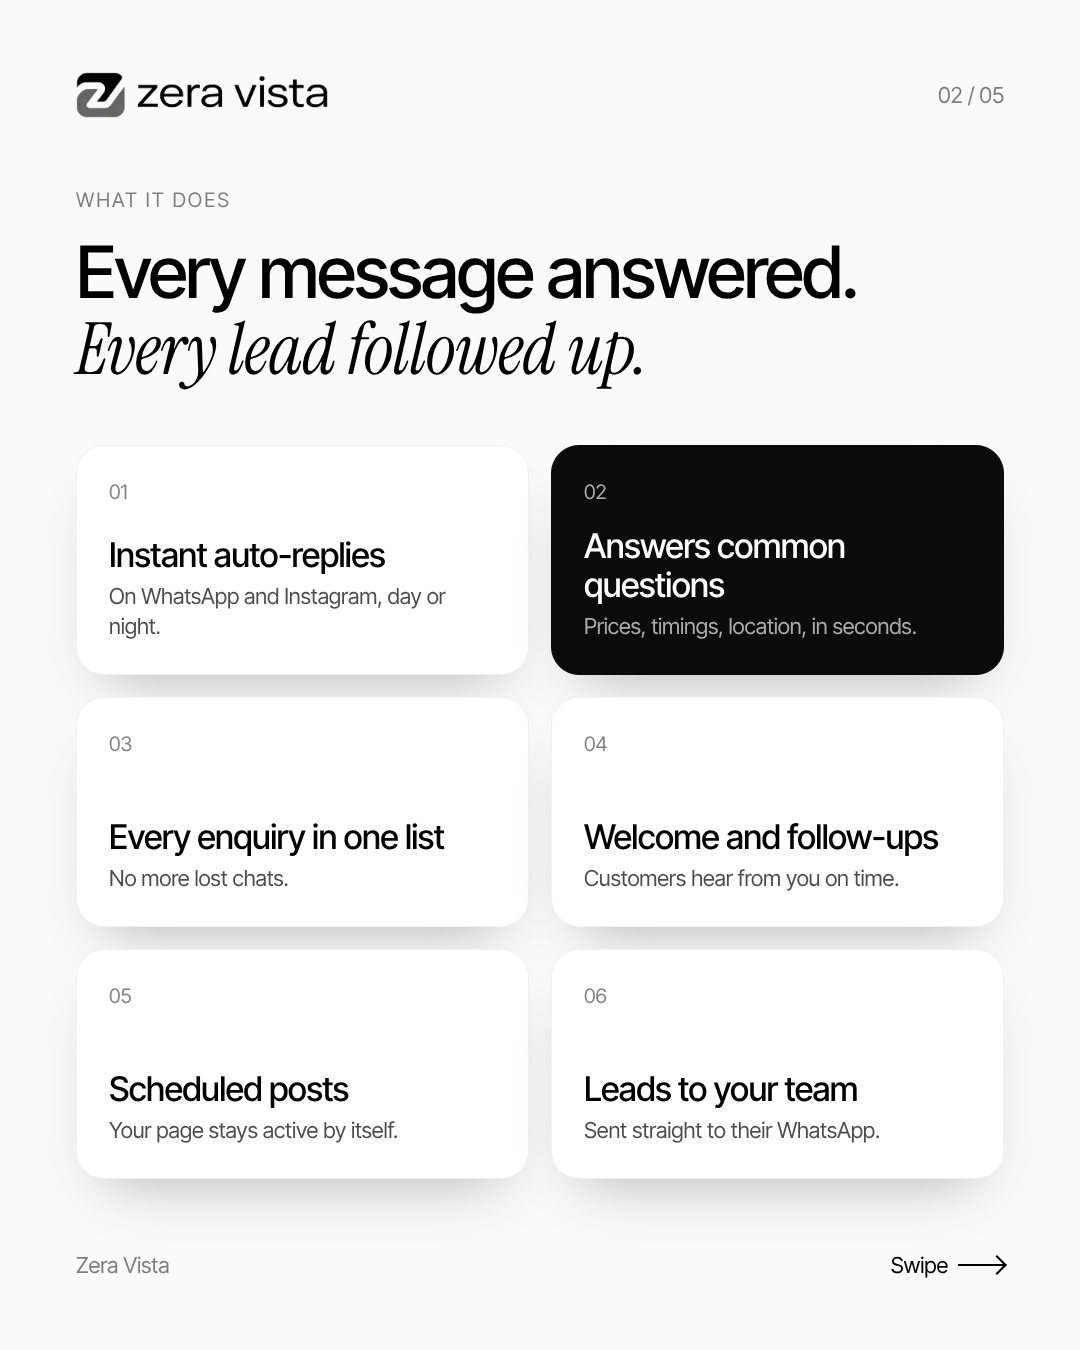 zera vista
02 / 05
WHAT IT DOES
Every message answered.
Every lead followed up.
01
Instant auto-replies
On WhatsApp and Instagram, day or
night.
02
Answers common
questions
Prices, timings, location, in seconds.
03
Every enquiry in one list
No more lost chats.
04
Welcome and follow-ups
Customers hear from you on time.
05
Scheduled posts
Your page stays active by itself.
06
Leads to your team
Sent straight to their WhatsApp.
Zera Vista
Swipe